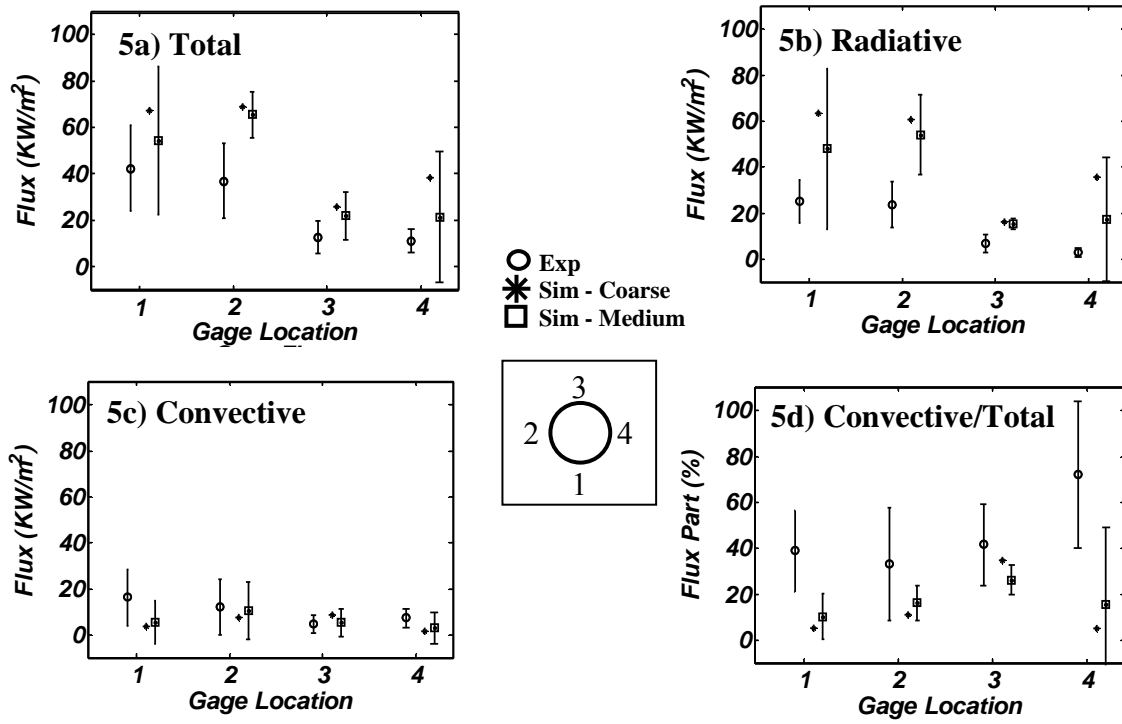 5a) Total
100
80
60
40
20
0
Flux (KW/m²)
1 2 3 4
Gage Location
5b) Radiative
100
80
60
40
20
0
Flux (KW/m²)
1 2 3 4
Gage Location
Exp
Sim - Coarse
Sim - Medium
5c) Convective
100
80
60
40
20
0
Flux (KW/m²)
1 2 3 4
Gage Location
3
2 4
1
5d) Convective/Total
100
80
60
40
20
0
Flux Part (%)
1 2 3 4
Gage Location